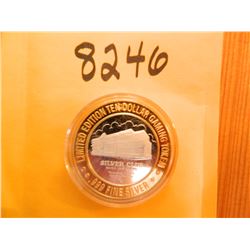 8246
LIMITED EDITION TEN DOLLAR GAMING TOKEN
SILVER CLUB
.999 FINE SILVER